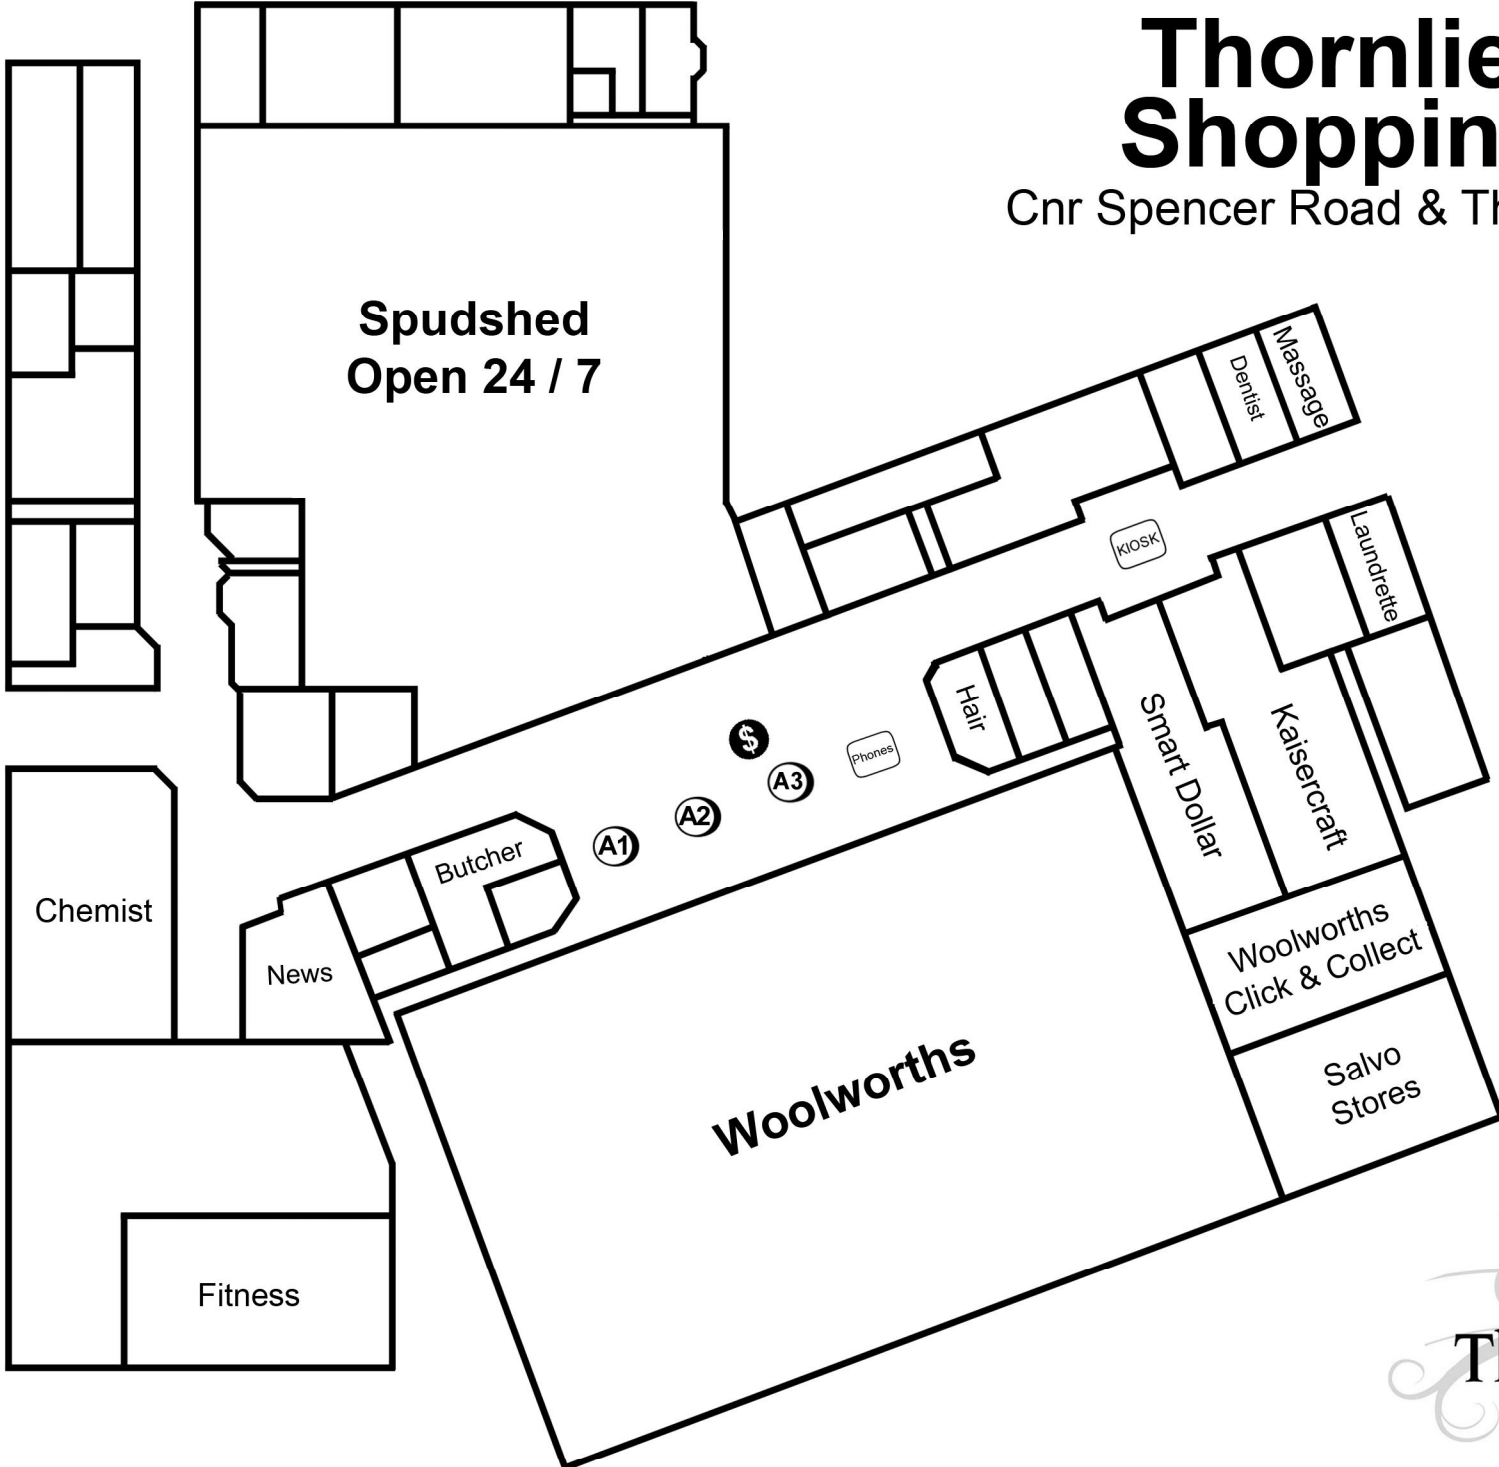 Thornlie
Shoppin
Cnr Spencer Road & Th
Spudshed
Open 24 / 7
Massage
Dentist
KIOSK
Laundrette
Hair
Smart Dollar
Kaisercraft
$
Phones
A3
A2
A1
Butcher
Chemist
News
Woolworths
Click & Collect
Woolworths
Salvo
Stores
Fitness
Th